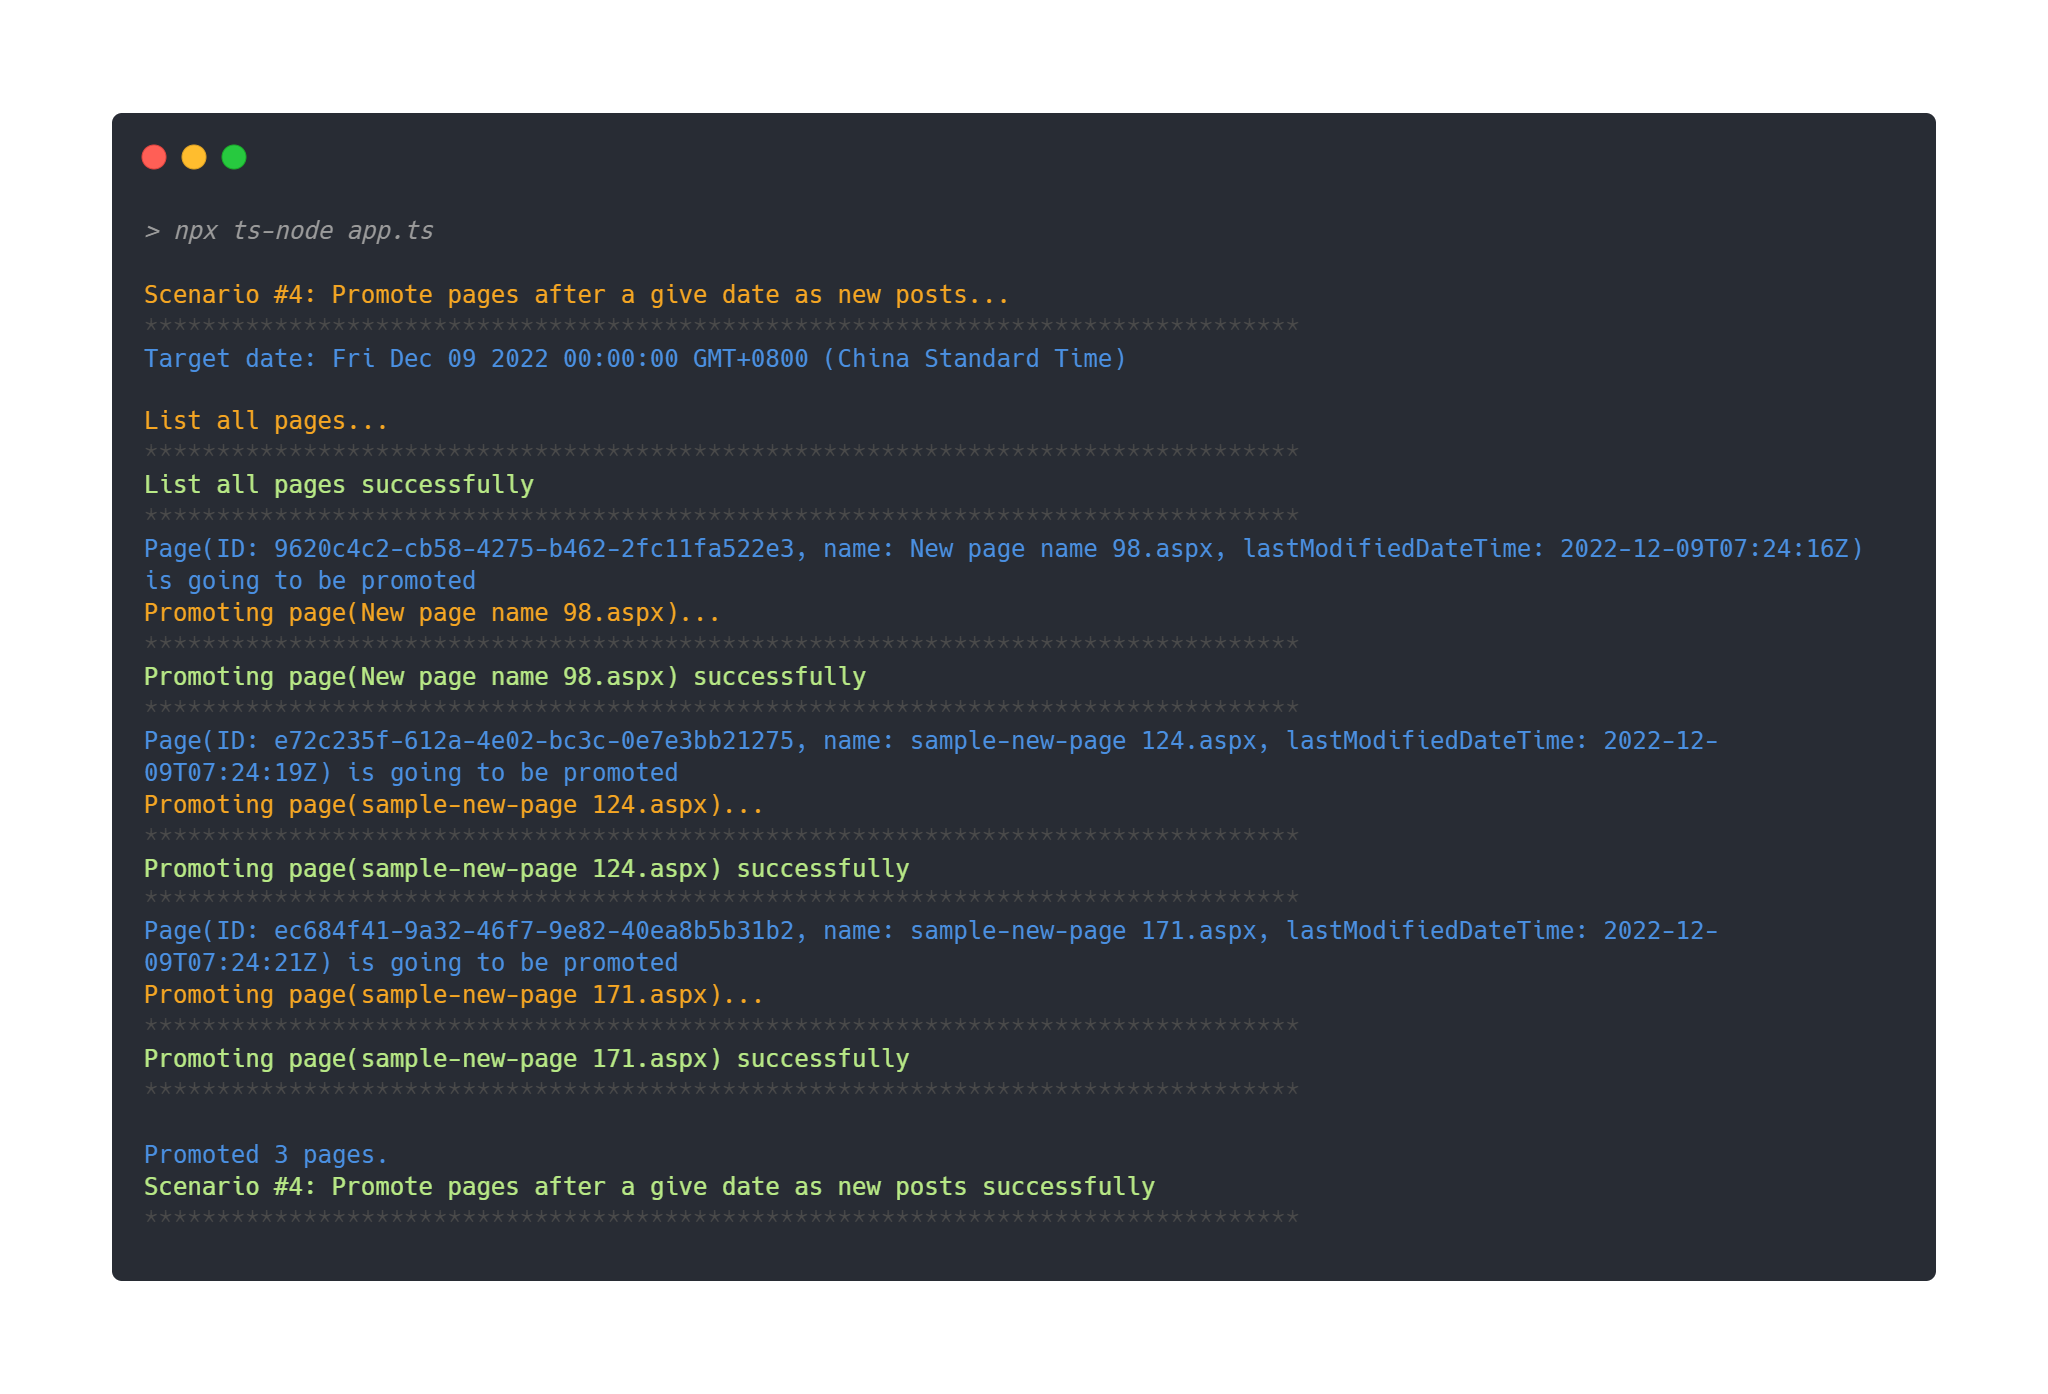 > npx ts-node app.ts
Scenario #4: Promote pages after a give date as new posts...
********************************************************************************
Target date: Fri Dec 09 2022 00:00:00 GMT+0800 (China Standard Time)
List all pages...
********************************************************************************
List all pages successfully
********************************************************************************
Page(ID: 9620c4c2-cb58-4275-b462-2fc11fa522e3, name: New page name 98.aspx, lastModifiedDateTime: 2022-12-09T07:24:16Z)
is going to be promoted
Promoting page(New page name 98.aspx)...
********************************************************************************
Promoting page(New page name 98.aspx) successfully
********************************************************************************
Page(ID: e72c235f-612a-4e02-bc3c-0e7e3bb21275, name: sample-new-page 124.aspx, lastModifiedDateTime: 2022-12-
09T07:24:19Z) is going to be promoted
Promoting page(sample-new-page 124.aspx)...
********************************************************************************
Promoting page(sample-new-page 124.aspx) successfully
********************************************************************************
Page(ID: ec684f41-9a32-46f7-9e82-40ea8b5b31b2, name: sample-new-page 171.aspx, lastModifiedDateTime: 2022-12-
09T07:24:21Z) is going to be promoted
Promoting page(sample-new-page 171.aspx)...
********************************************************************************
Promoting page(sample-new-page 171.aspx) successfully
********************************************************************************
Promoted 3 pages.
Scenario #4: Promote pages after a give date as new posts successfully
********************************************************************************